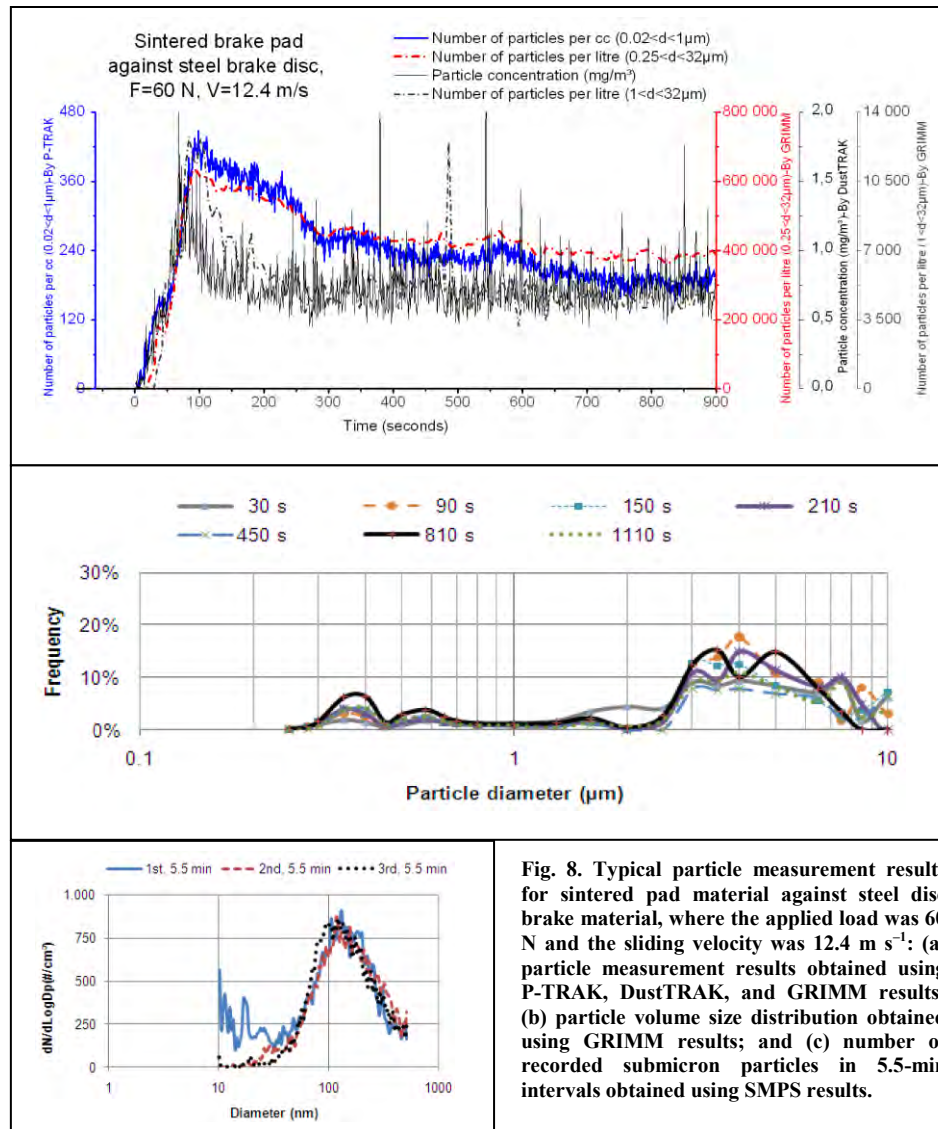 Sintered brake pad
against steel brake disc,
F=60 N, V=12.4 m/s
Number of particles per cc (0.02<d<1µm)
Number of particles per litre (0.25<d<32µm)
Particle concentration (mg/m³)
Number of particles per litre (1<d<32µm)
Number of particles per cc (0.02<d<1µm)-By P-TRAK
480
360
240
120
0
800 000
600 000
400 000
200 000
0
Number of particles per litre (0.25<d<32µm)-By GRIMM
2,0
1,5
1,0
0,5
0,0
Particle concentration (mg/m³)-By DustTRAK
14 000
10 500
7 000
3 500
0
Number of particles per litre (1<d<32µm)-By GRIMM
0 100 200 300 400 500 600 700 800 900
Time (seconds)
30 s 90 s 150 s 210 s
450 s 810 s 1110 s
Frequency
30%
20%
10%
0%
0.1 1 10
Particle diameter (µm)
1st. 5.5 min 2nd, 5.5 min 3rd, 5.5 min
dN/dLogDp(#/cm³)
1.000
750
500
250
0
1 10 100 1000
Diameter (nm)
Fig. 8. Typical particle measurement result
for sintered pad material against steel dis
brake material, where the applied load was 60
N and the sliding velocity was 12.4 m s⁻¹: (a
particle measurement results obtained using
P-TRAK, DustTRAK, and GRIMM results
(b) particle volume size distribution obtained
using GRIMM results; and (c) number o
recorded submicron particles in 5.5-min
intervals obtained using SMPS results.